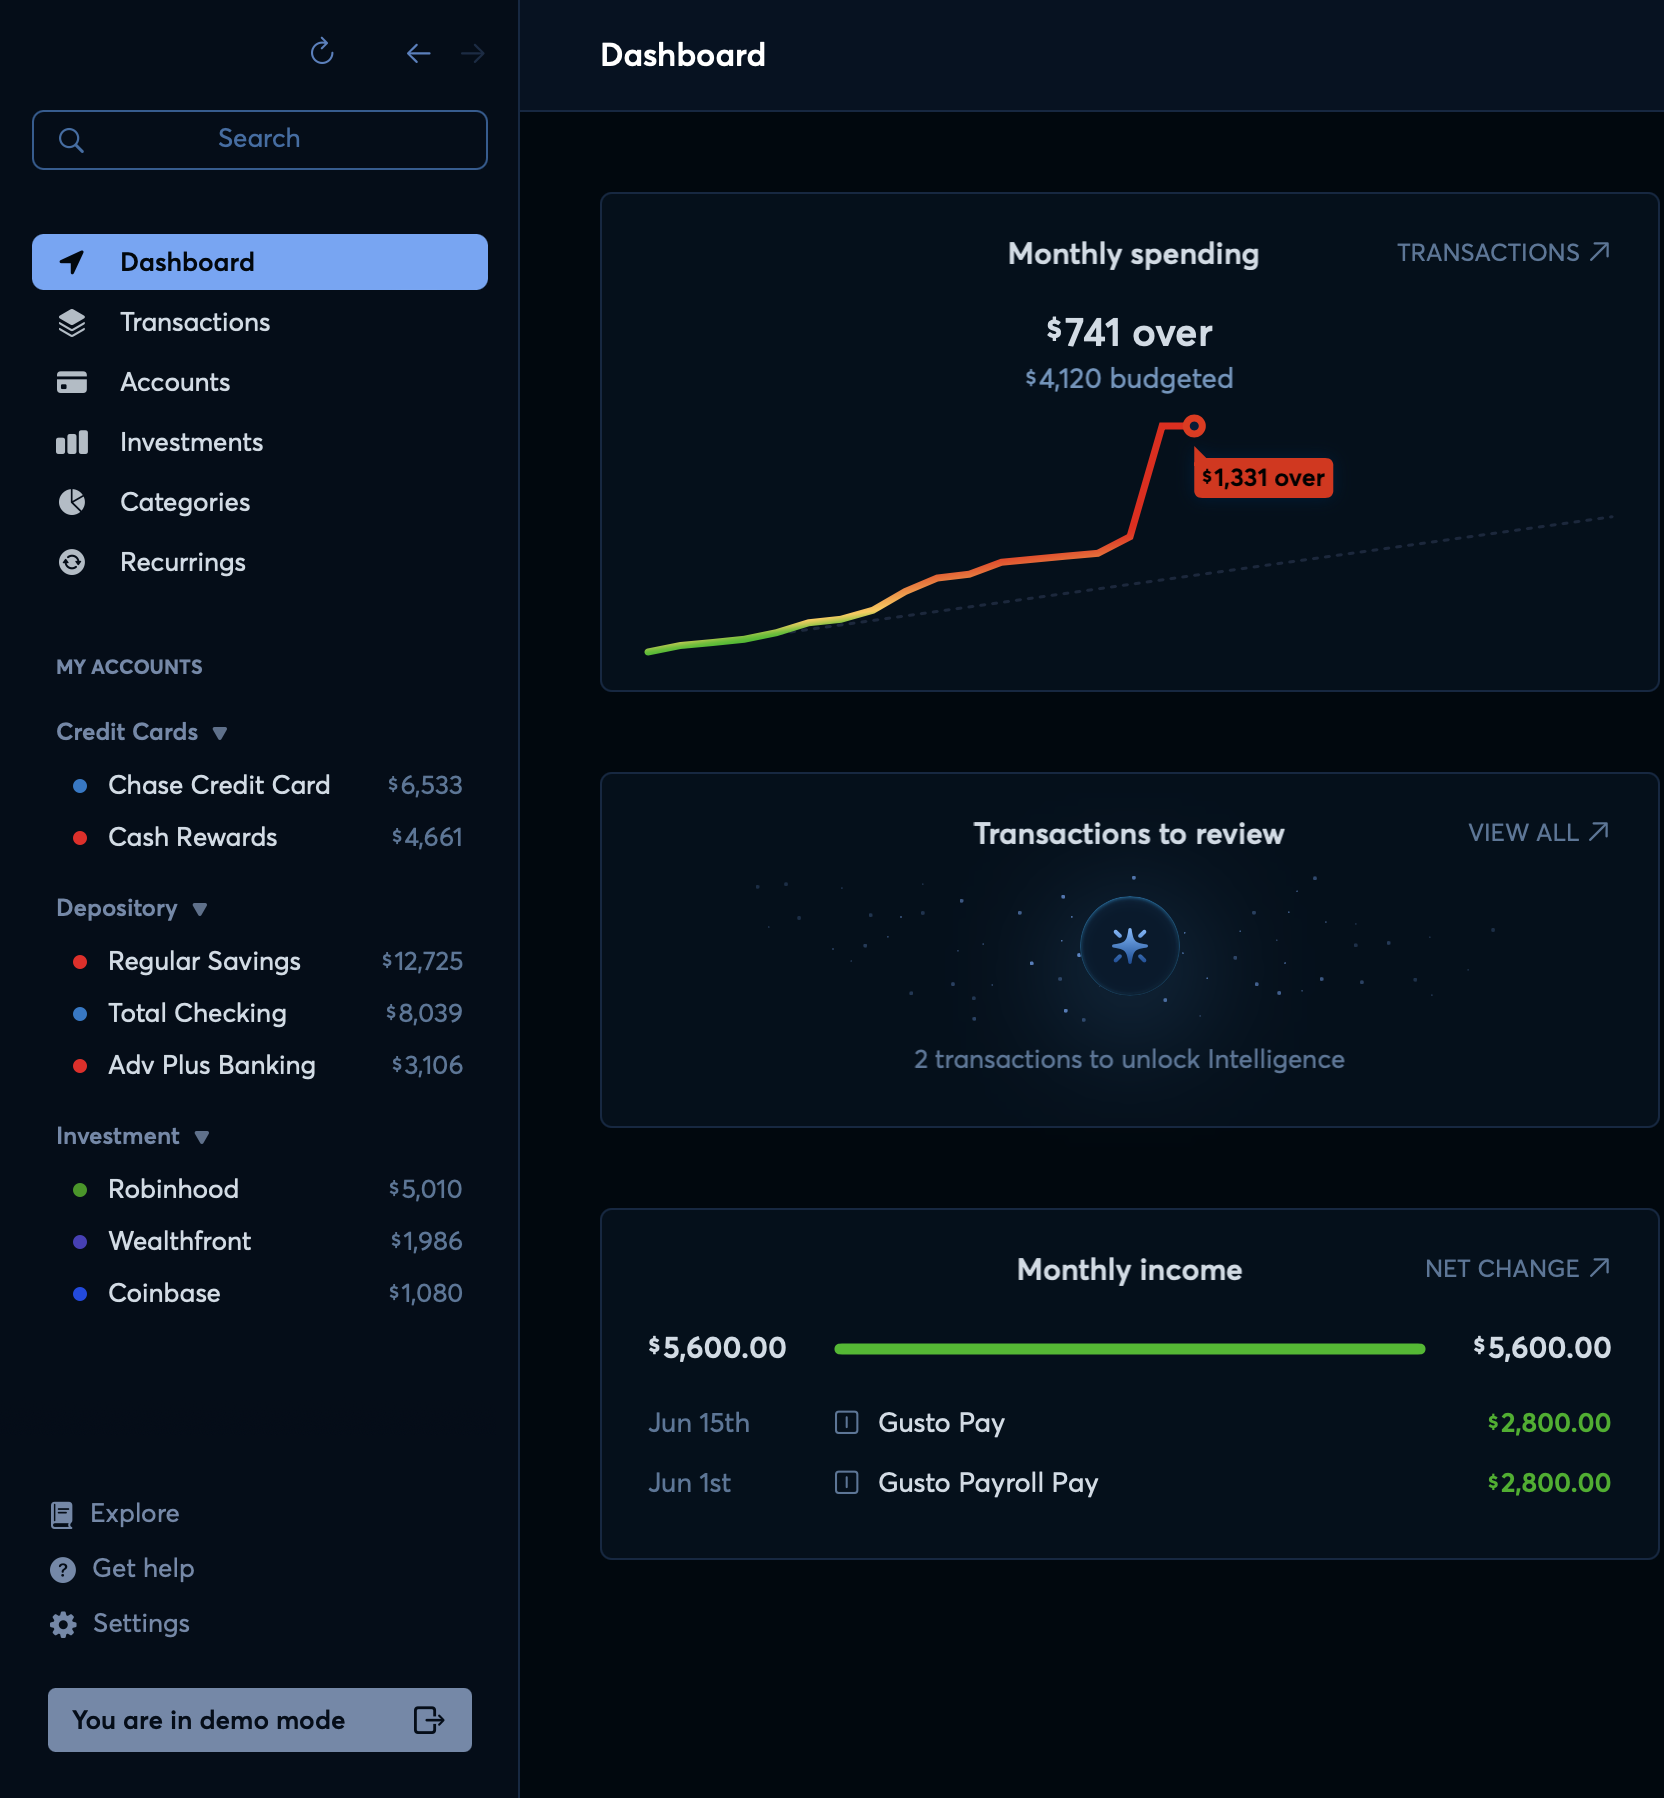 Search
Dashboard
Transactions
Accounts
Investments
Categories
Recurrings
MY ACCOUNTS
Credit Cards
Chase Credit Card $6,533
Cash Rewards $4,661
Depository
Regular Savings $12,725
Total Checking $8,039
Adv Plus Banking $3,106
Investment
Robinhood $5,010
Wealthfront $1,986
Coinbase $1,080
Explore
Get help
Settings
You are in demo mode
Dashboard
Monthly spending
TRANSACTIONS
$741 over
$4,120 budgeted
$1,331 over
Transactions to review
VIEW ALL
2 transactions to unlock Intelligence
Monthly income
NET CHANGE
$5,600.00 $5,600.00
Jun 15th Gusto Pay $2,800.00
Jun 1st Gusto Payroll Pay $2,800.00